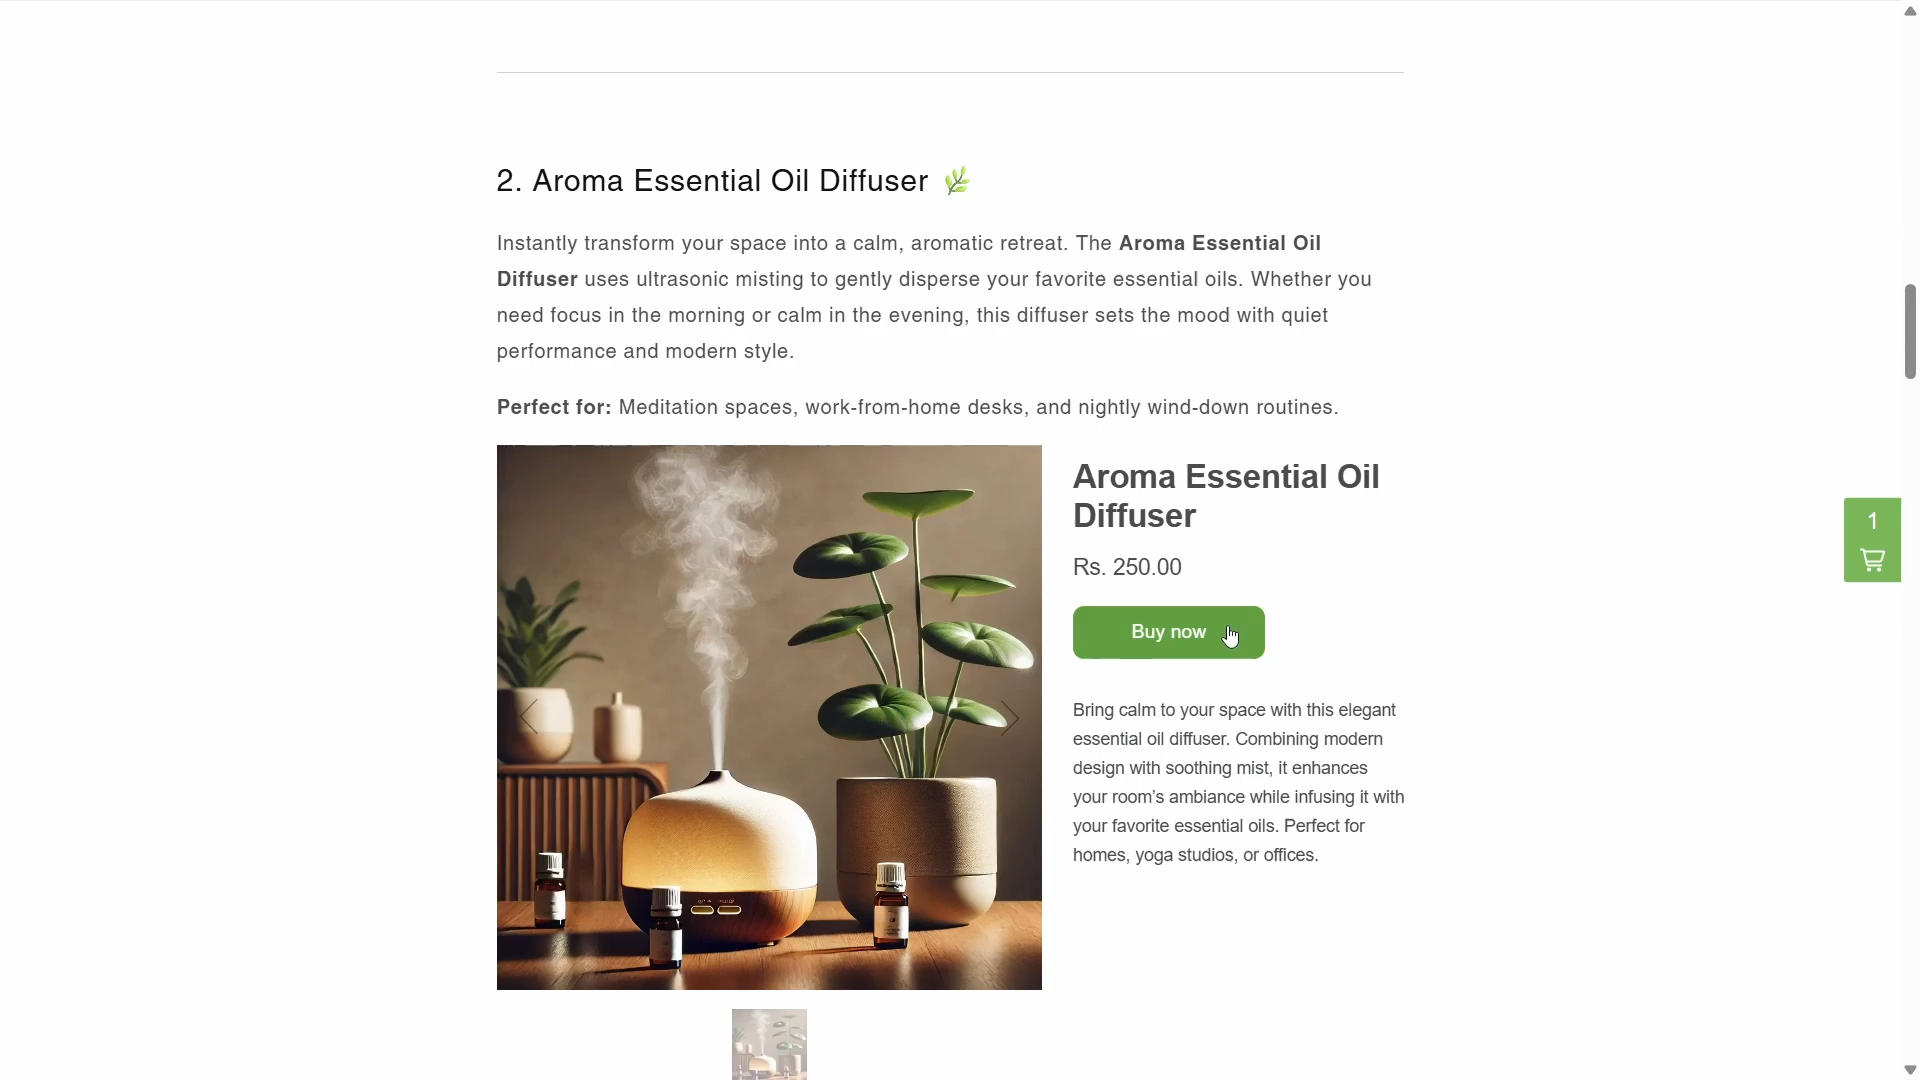 2. Aroma Essential Oil Diffuser 🌿
Instantly transform your space into a calm, aromatic retreat. The Aroma Essential Oil
Diffuser uses ultrasonic misting to gently disperse your favorite essential oils. Whether you
need focus in the morning or calm in the evening, this diffuser sets the mood with quiet
performance and modern style.
Perfect for: Meditation spaces, work-from-home desks, and nightly wind-down routines.
Aroma Essential Oil
Diffuser
Rs. 250.00
Buy now
Bring calm to your space with this elegant
essential oil diffuser. Combining modern
design with soothing mist, it enhances
your room’s ambiance while infusing it with
your favorite essential oils. Perfect for
homes, yoga studios, or offices.
1